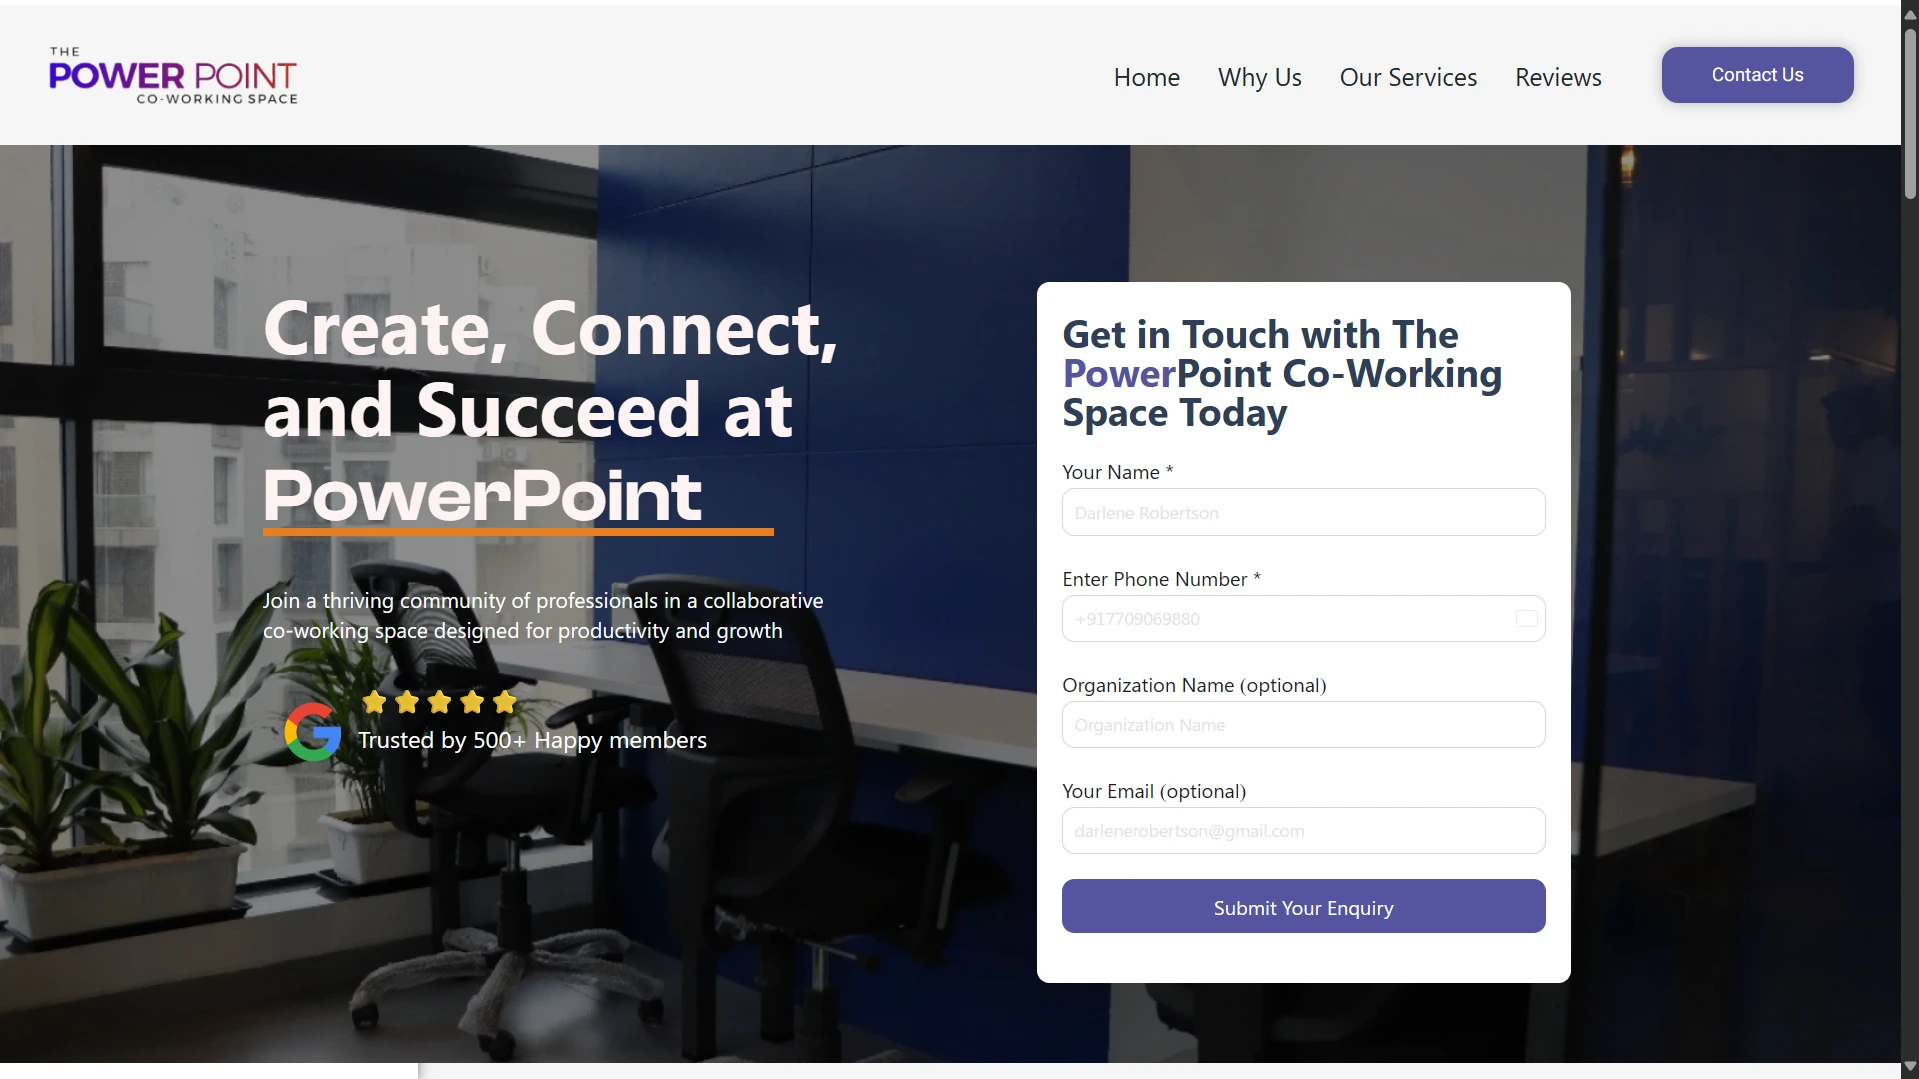 THE
POWER POINT
CO-WORKING SPACE
Home
Why Us
Our Services
Reviews
Contact Us
Create, Connect,
and Succeed at
PowerPoint
Join a thriving community of professionals in a collaborative
co-working space designed for productivity and growth
Trusted by 500+ Happy members
Get in Touch with The
PowerPoint Co-Working
Space Today
Your Name *
Darlene Robertson
Enter Phone Number *
+917709069880
Organization Name (optional)
Organization Name
Your Email (optional)
darlenerobertson@gmail.com
Submit Your Enquiry